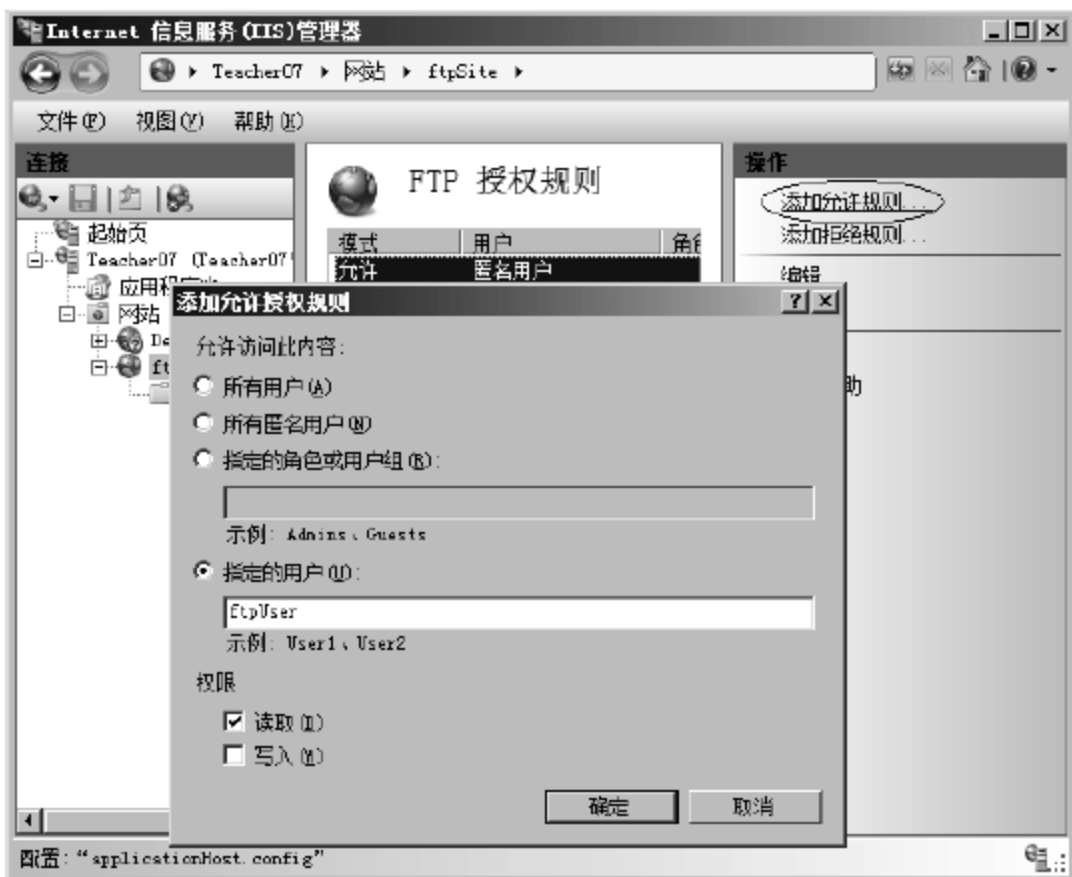 Internet 信息服务(IIS)管理器
Teacher07 网站 ftpSite
文件(F) 视图(V) 帮助(H)
连接
起始页
Teacher07 (Teacher07
应用程
网站
De
ft
FTP 授权规则
模式 用户 角
允许 匿名用户
操作
添加允许规则...
添加拒绝规则...
编辑
助
添加允许授权规则
允许访问此内容:
所有用户(A)
所有匿名用户(N)
指定的角色或用户组(R):
示例: Admins、Guests
指定的用户(U):
ftpUser
示例: User1、User2
权限
读取(D)
写入(W)
确定 取消
配置:“applicationHost.config”